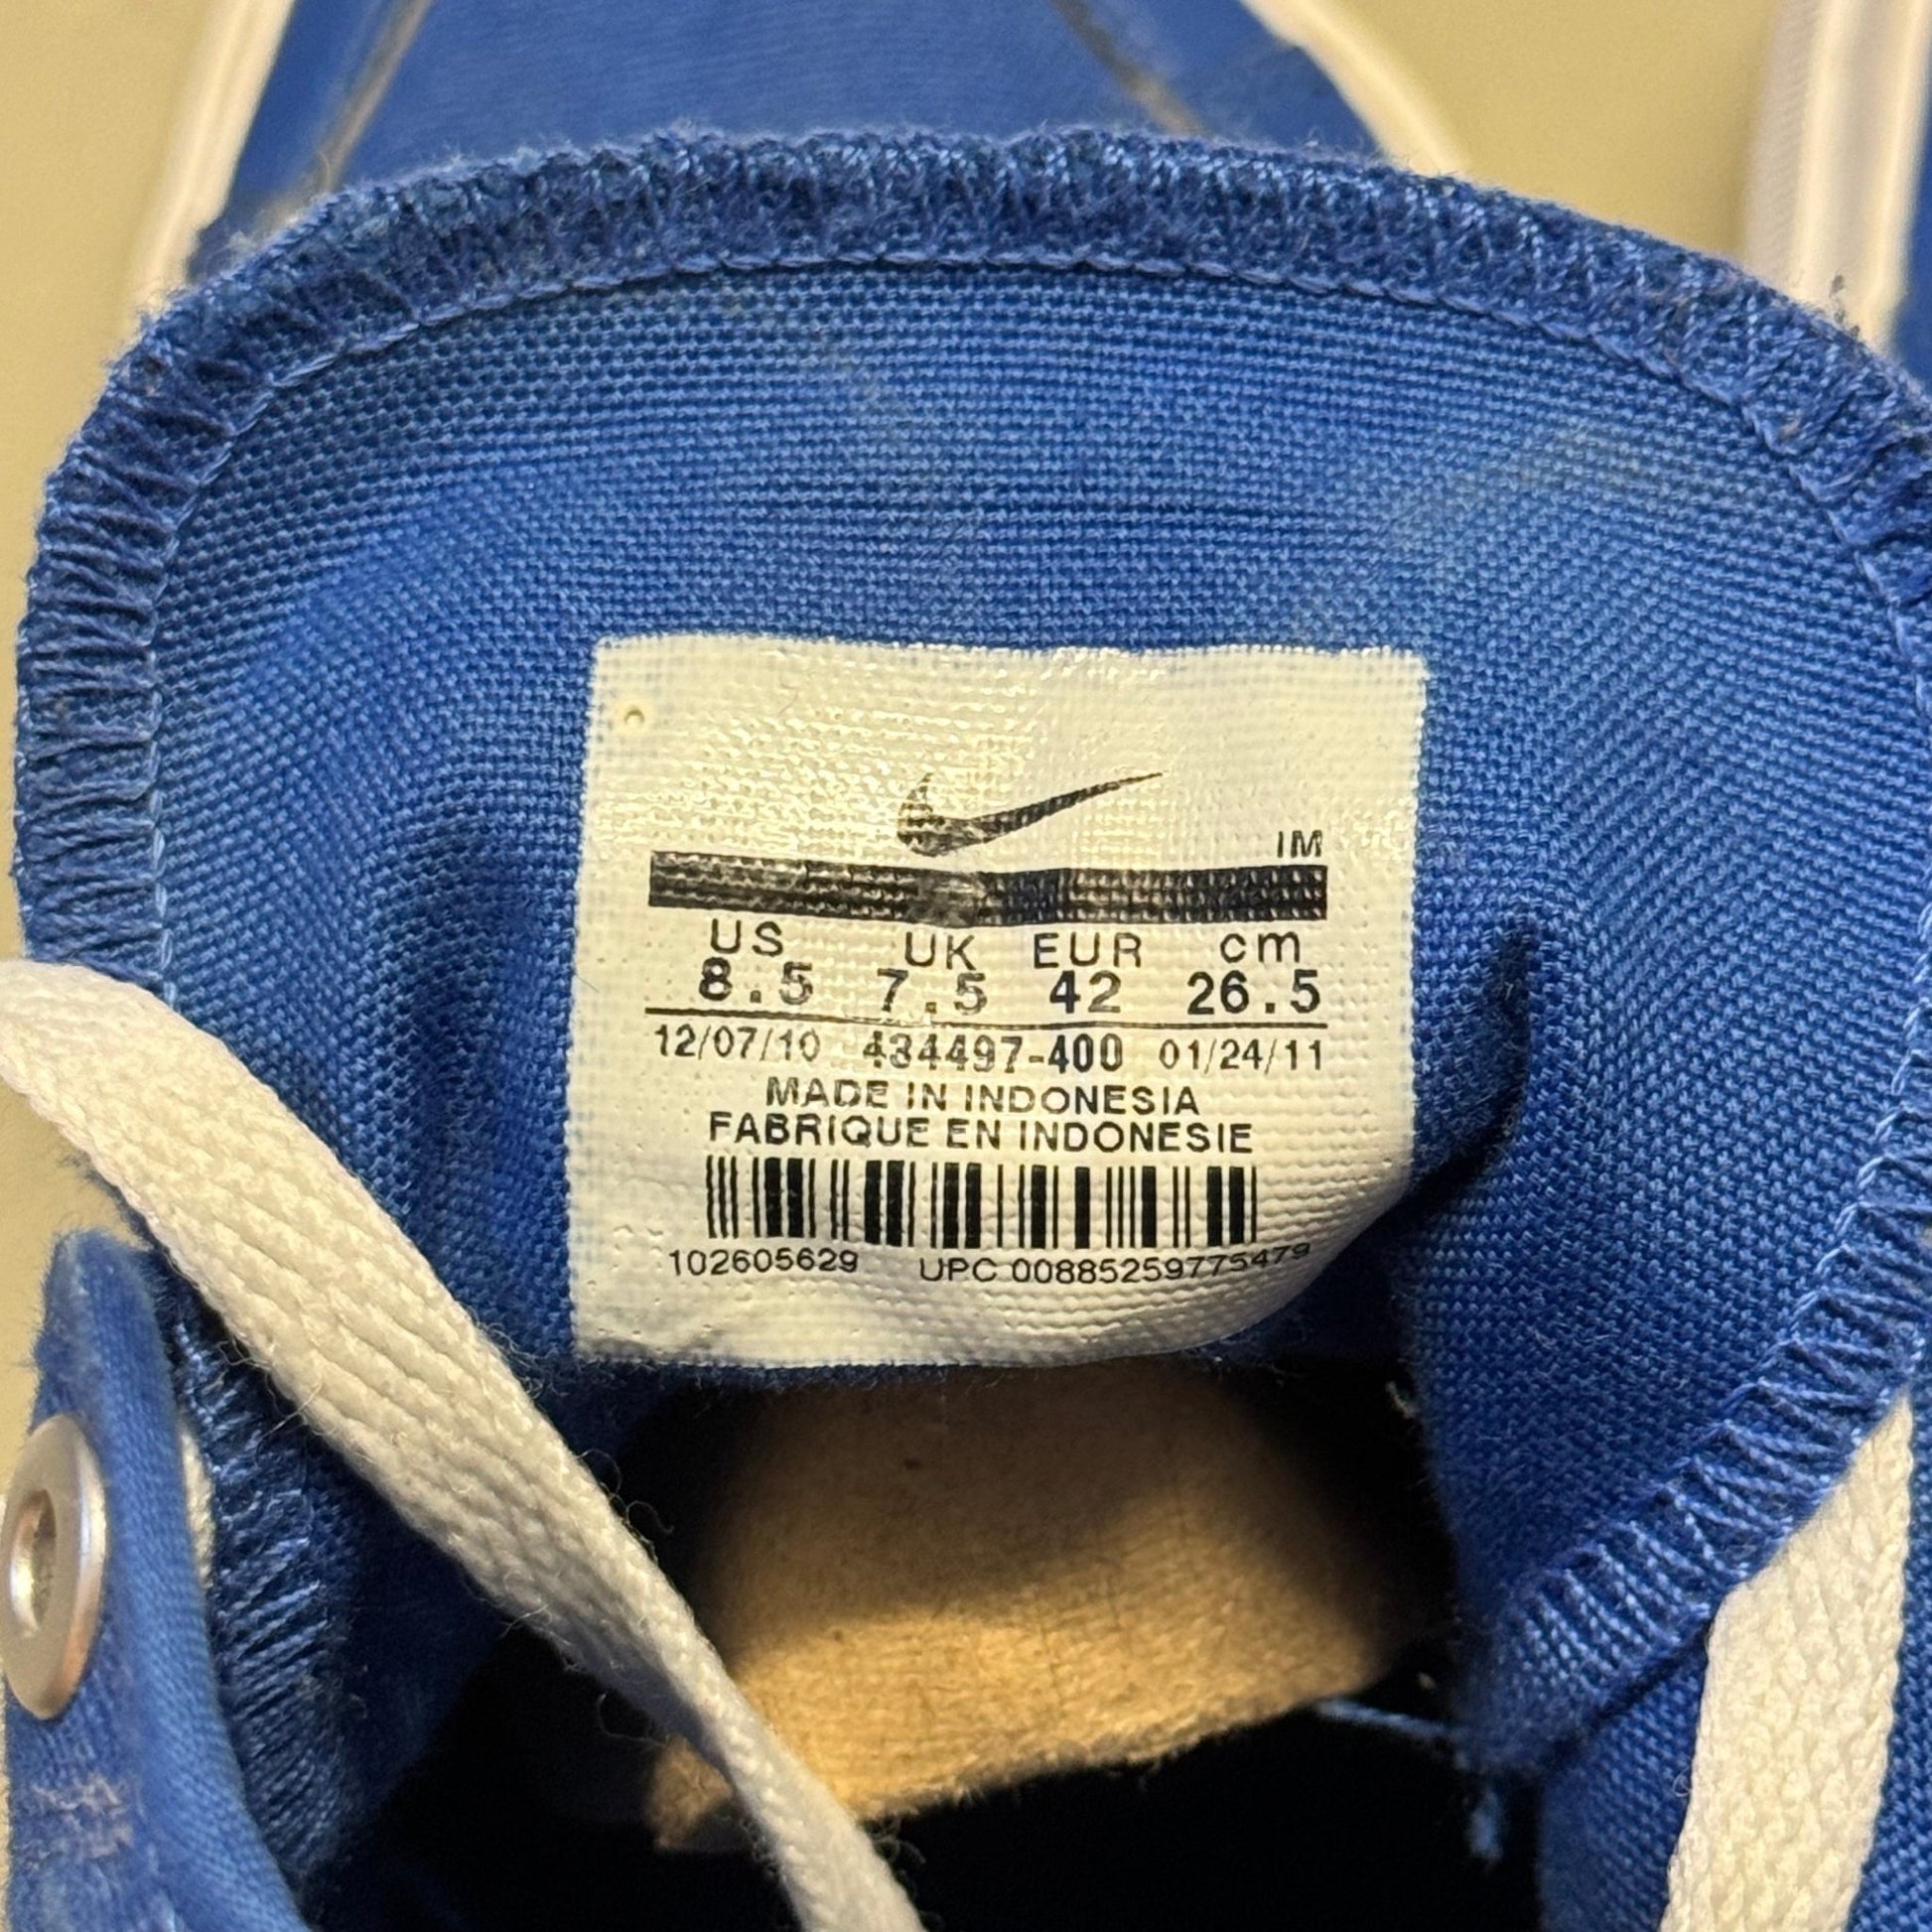 IM
US UK EUR cm
8.5 7.5 42 26.5
12/07/10 434497-400 01/24/11
MADE IN INDONESIA
FABRIQUE EN INDONESIE
102605629 UPC 00885259775479